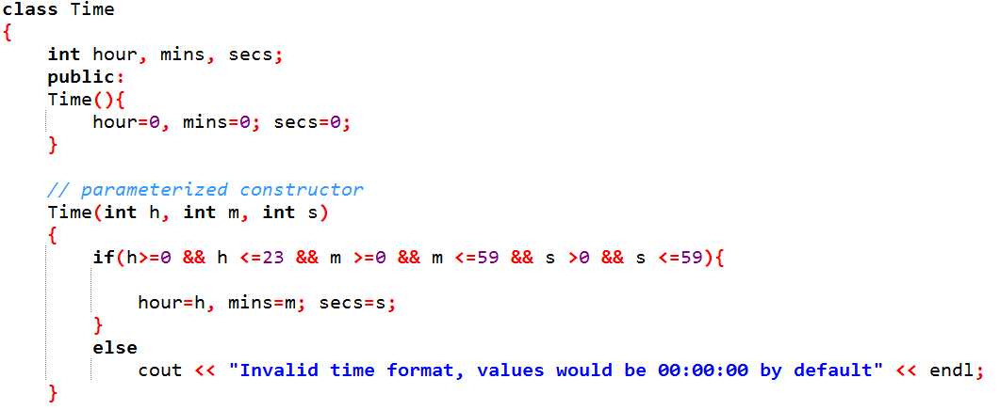 class Time
{
    int hour, mins, secs;
    public:
    Time(){
        hour=0, mins=0; secs=0;
    }

    // parameterized constructor
    Time(int h, int m, int s)
    {
        if(h>=0 && h <=23 && m >=0 && m <=59 && s >0 && s <=59){

            hour=h, mins=m; secs=s;
        }
        else
            cout << "Invalid time format, values would be 00:00:00 by default" << endl;
    }